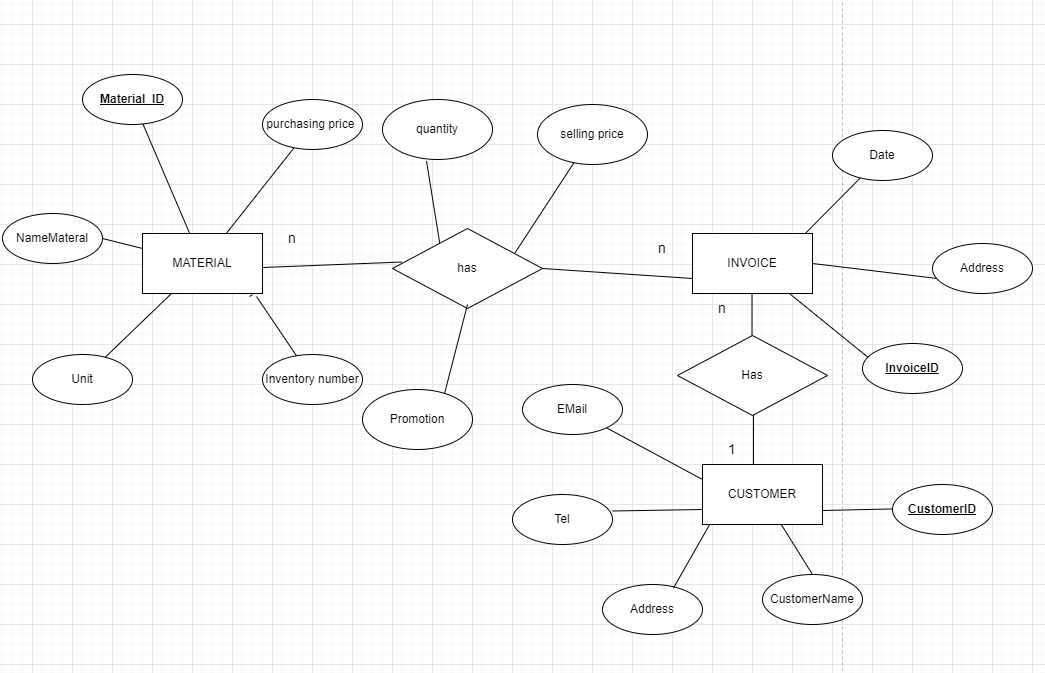 Material_ID
purchasing price
quantity
selling price
Date
NameMateral
MATERIAL
n
has
n
INVOICE
Address
n
Unit
Inventory number
Promotion
Has
InvoiceID
EMail
1
CUSTOMER
CustomerID
Tel
Address
CustomerName